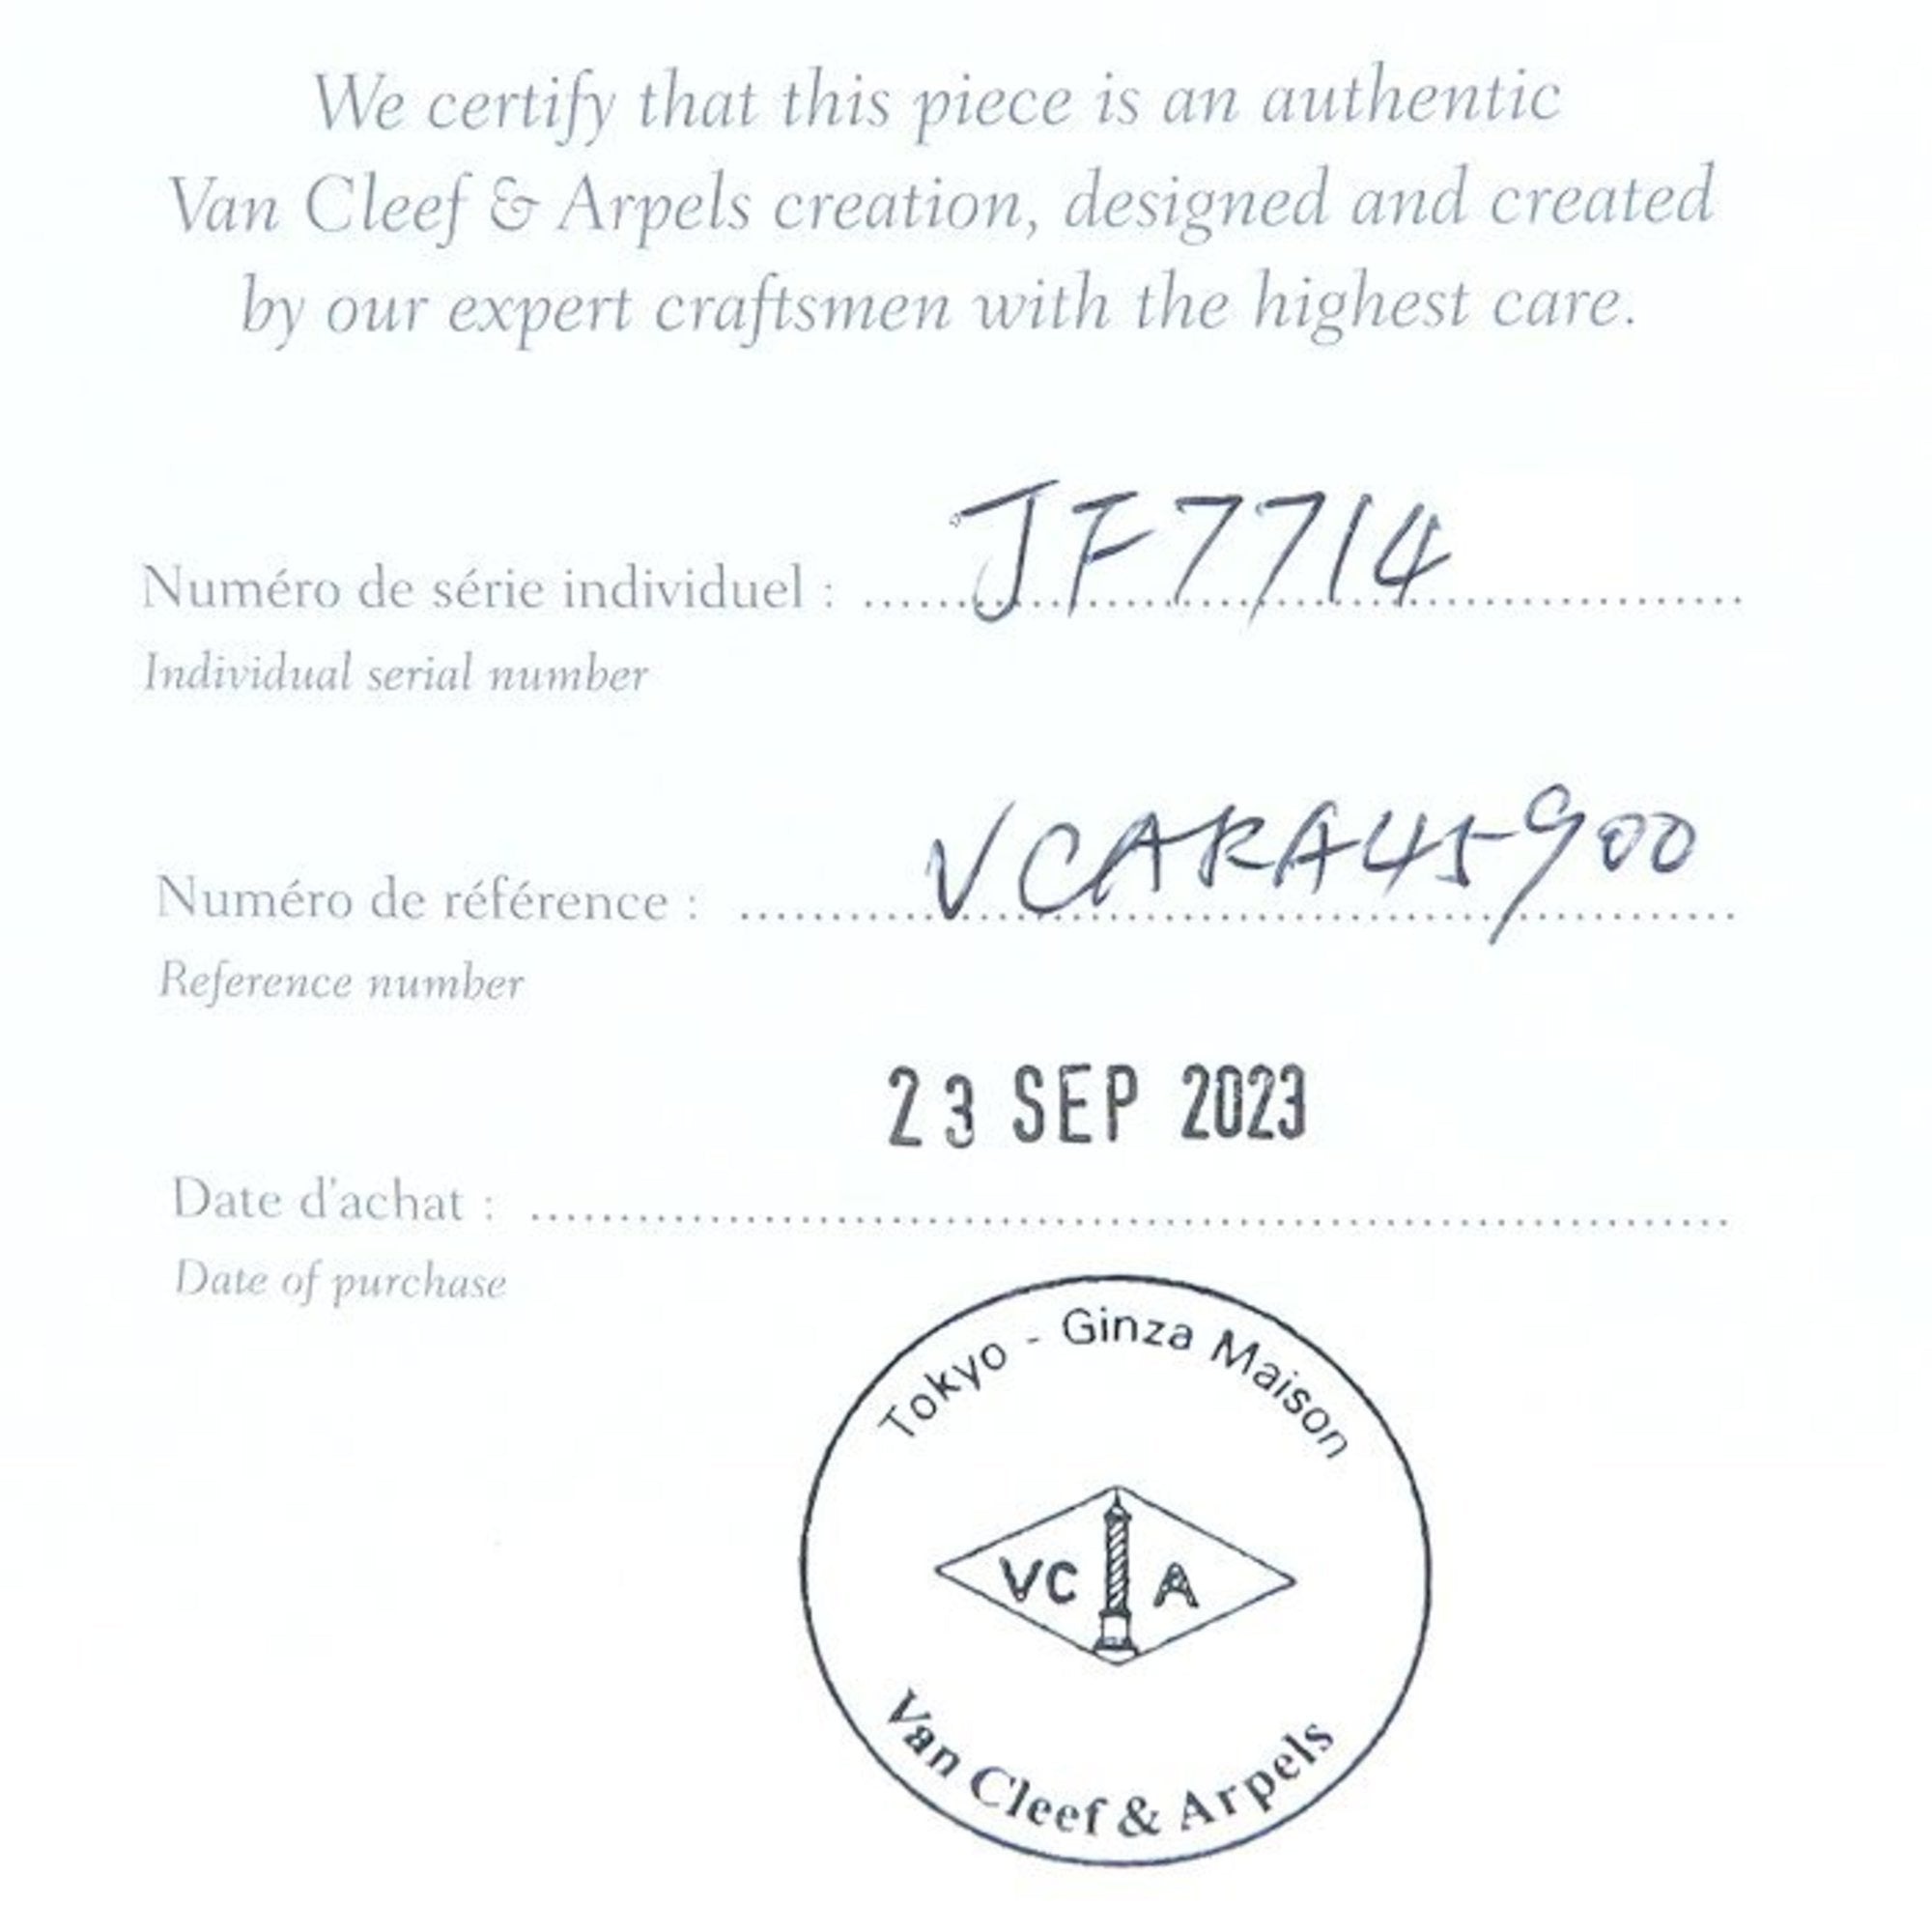 We certify that this piece is an authentic
Van Cleef & Arpels creation, designed and created
by our expert craftsmen with the highest care.
Numéro de série individuel : JF7714
Individual serial number
Numéro de référence : VCARA45900
Reference number
23 SEP 2023
Date d'achat :
Date of purchase
Tokyo - Ginza Maison
VC A
Van Cleef & Arpels